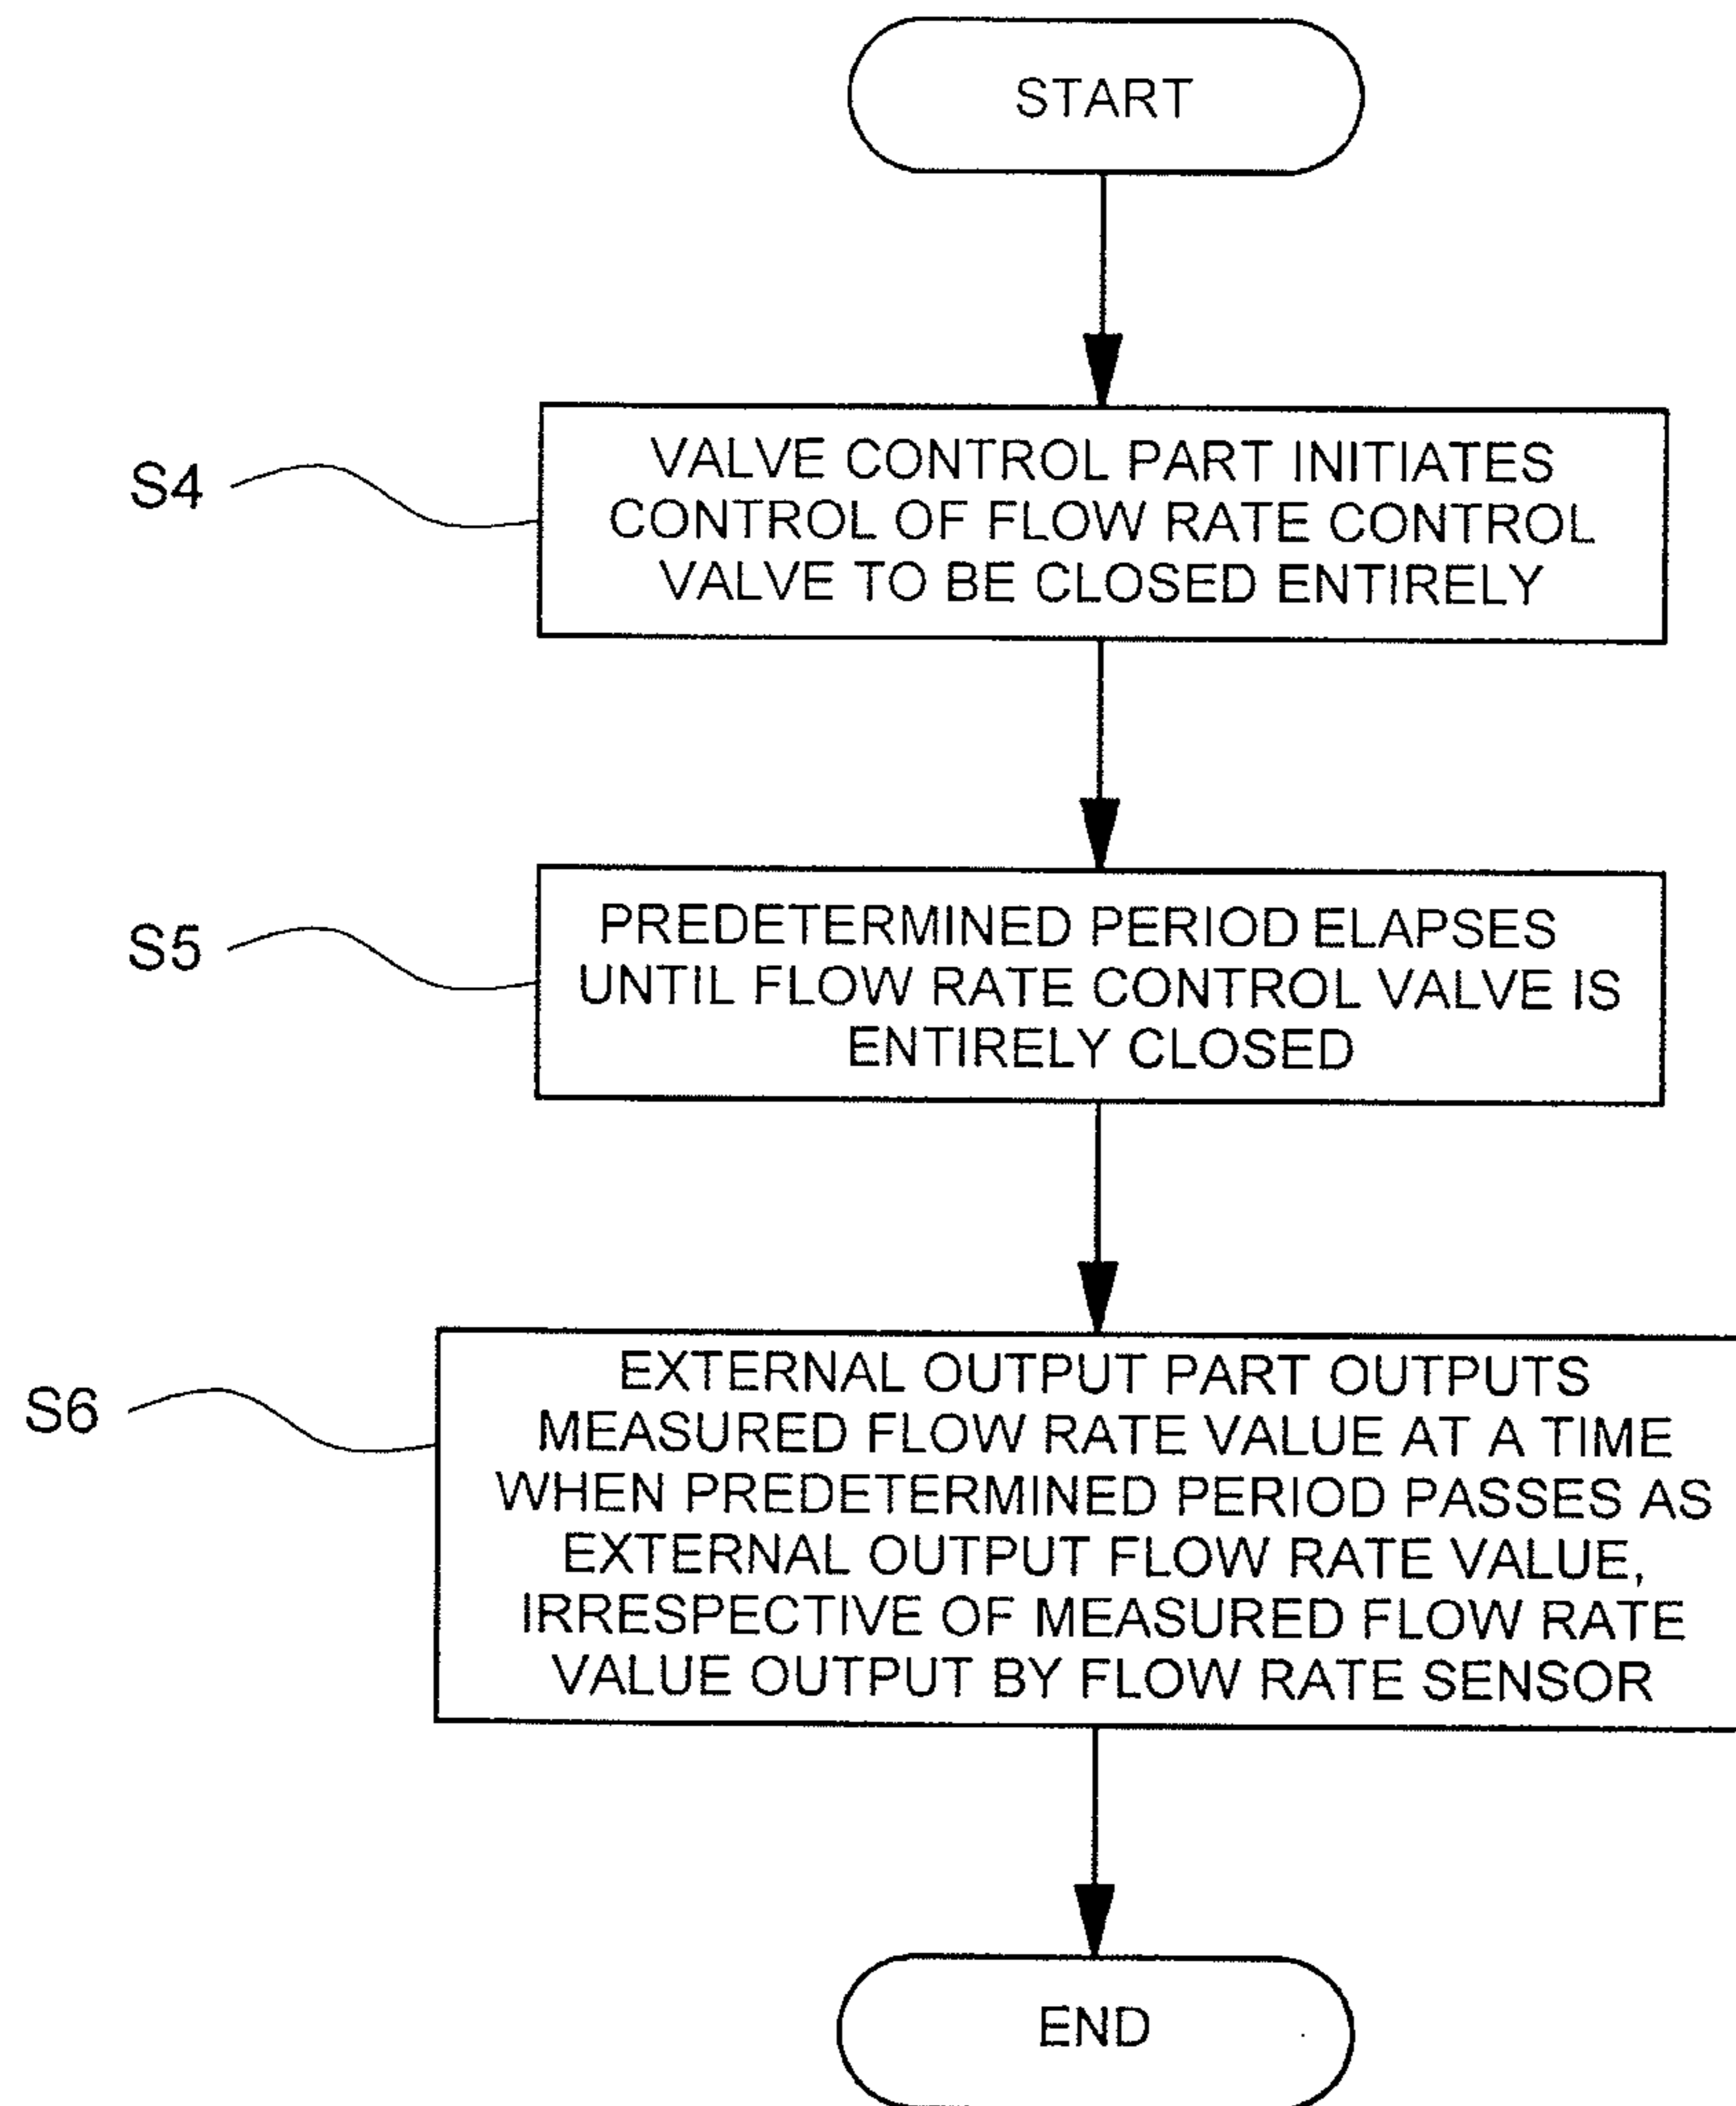 START
S4
VALVE CONTROL PART INITIATES
CONTROL OF FLOW RATE CONTROL
VALVE TO BE CLOSED ENTIRELY
S5
PREDETERMINED PERIOD ELAPSES
UNTIL FLOW RATE CONTROL VALVE IS
ENTIRELY CLOSED
S6
EXTERNAL OUTPUT PART OUTPUTS
MEASURED FLOW RATE VALUE AT A TIME
WHEN PREDETERMINED PERIOD PASSES AS
EXTERNAL OUTPUT FLOW RATE VALUE,
IRRESPECTIVE OF MEASURED FLOW RATE
VALUE OUTPUT BY FLOW RATE SENSOR
END